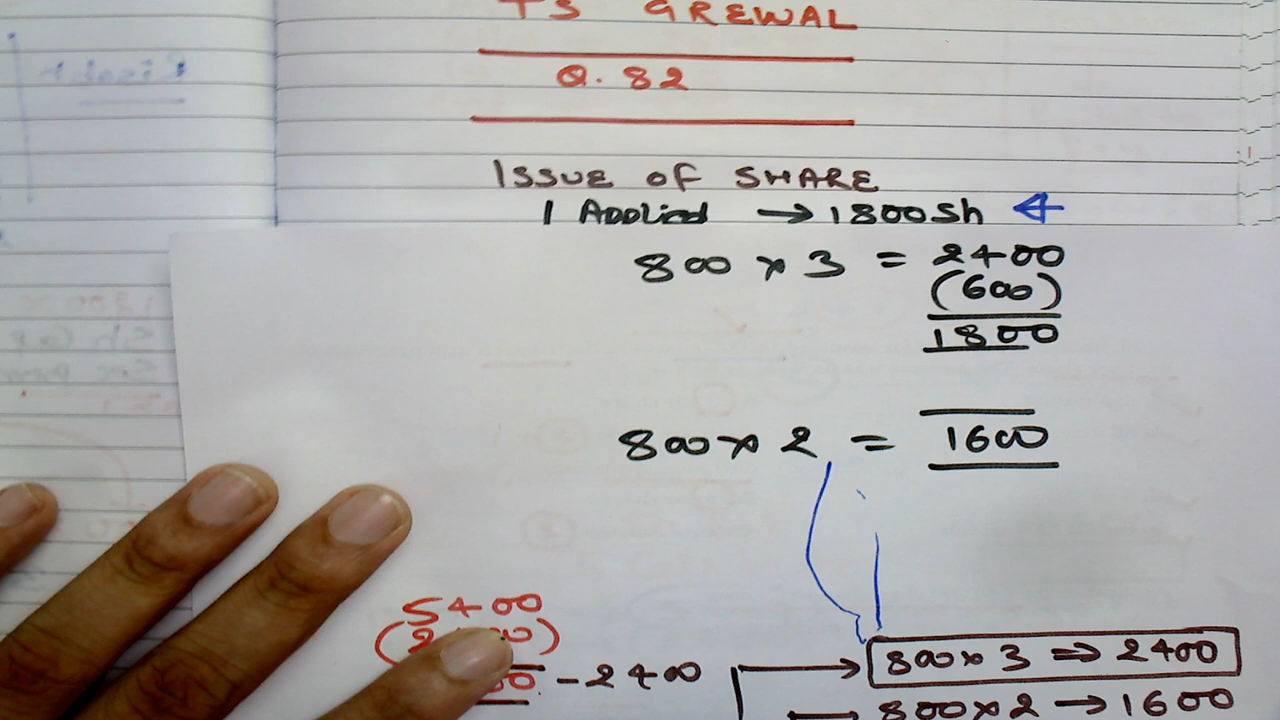 TS GREWAL
Q. 82
ISSUE OF SHARE
1 Applied → 1800Sh
800 × 3 = 2400
(600)
1800
800 × 2 = 1600
5400
- 2400
800 × 3 ⇒ 2400
800 × 2 → 1600